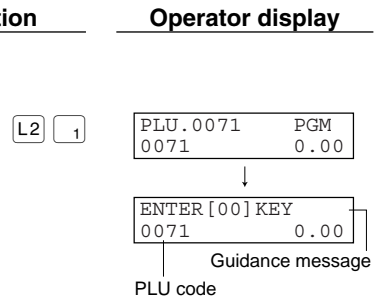 tion Operator display
L2 1
PLU.0071 PGM
0071 0.00
↓
ENTER[00]KEY
0071 0.00
Guidance message
PLU code